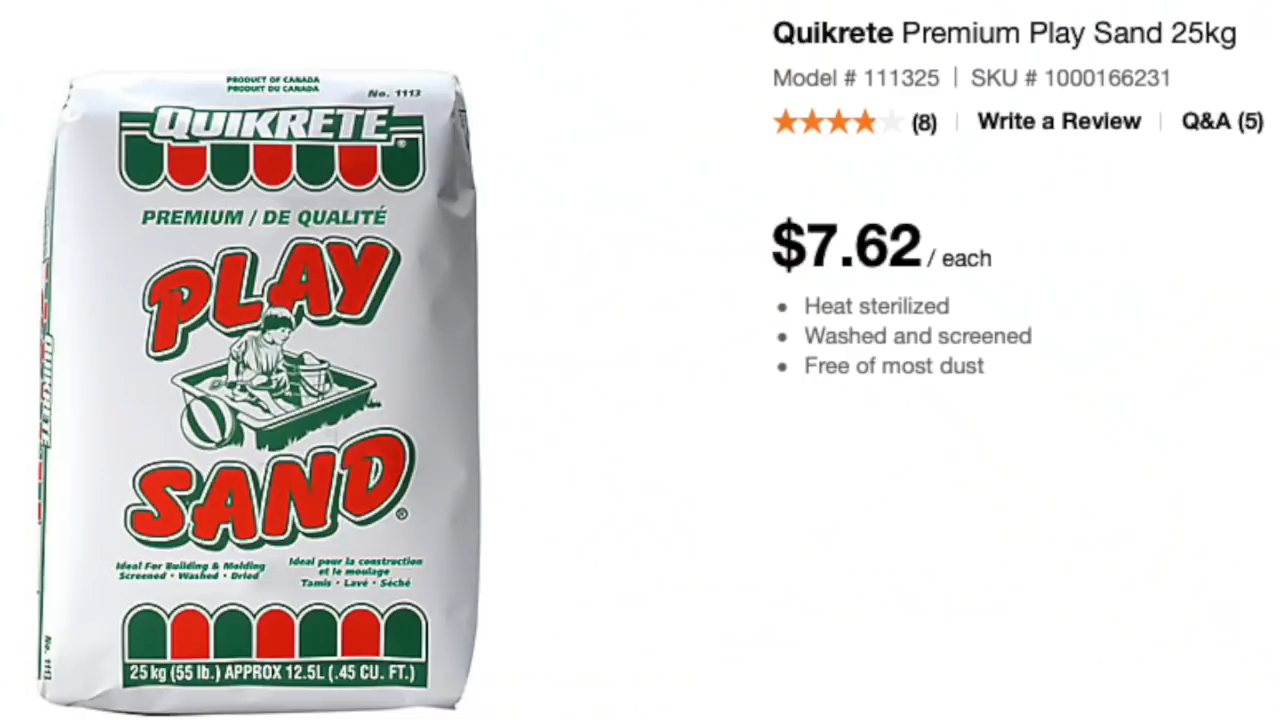 PRODUCT OF CANADA
PRODUIT DU CANADA
No. 1113
QUIKRETE®
PREMIUM / DE QUALITÉ
PLAY
SAND®
Ideal For Building & Molding
Screened • Washed • Dried
Ideal pour la construction
et le moulage
Tamis • Lavé • Séché
25 kg (55 lb.) APPROX 12.5L (.45 CU. FT.)
QUIKRETE
No. 1113
Quikrete Premium Play Sand 25kg
Model # 111325 | SKU # 1000166231
(8) | Write a Review | Q&A (5)
$7.62 / each
• Heat sterilized
• Washed and screened
• Free of most dust